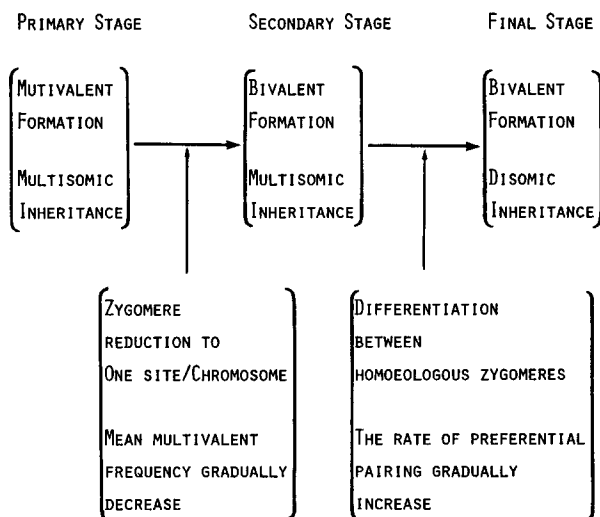 PRIMARY STAGE
SECONDARY STAGE
FINAL STAGE
MUTIVALENT
FORMATION
MULTISOMIC
INHERITANCE
BIVALENT
FORMATION
MULTISOMIC
INHERITANCE
BIVALENT
FORMATION
DISOMIC
INHERITANCE
ZYGOMERE
REDUCTION TO
ONE SITE/CHROMOSOME
MEAN MULTIVALENT
FREQUENCY GRADUALLY
DECREASE
DIFFERENTIATION
BETWEEN
HOMOEOLOGOUS ZYGOMERES
THE RATE OF PREFERENTIAL
PAIRING GRADUALLY
INCREASE